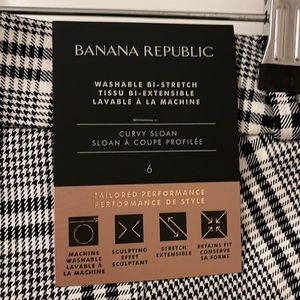 BANANA REPUBLIC
WASHABLE BI-STRETCH
TISSU BI-EXTENSIBLE
LAVABLE À LA MACHINE
CURVY SLOAN
SLOAN À COUPE PROFILÉE
6
TAILORED PERFORMANCE
PERFORMANCE DE STYLE
MACHINE
WASHABLE
LAVABLE À
LA MACHINE
SCULPTING
EFFET
SCULPTANT
STRETCH
EXTENSIBLE
RETAINS FIT
CONSERVE
SA FORME